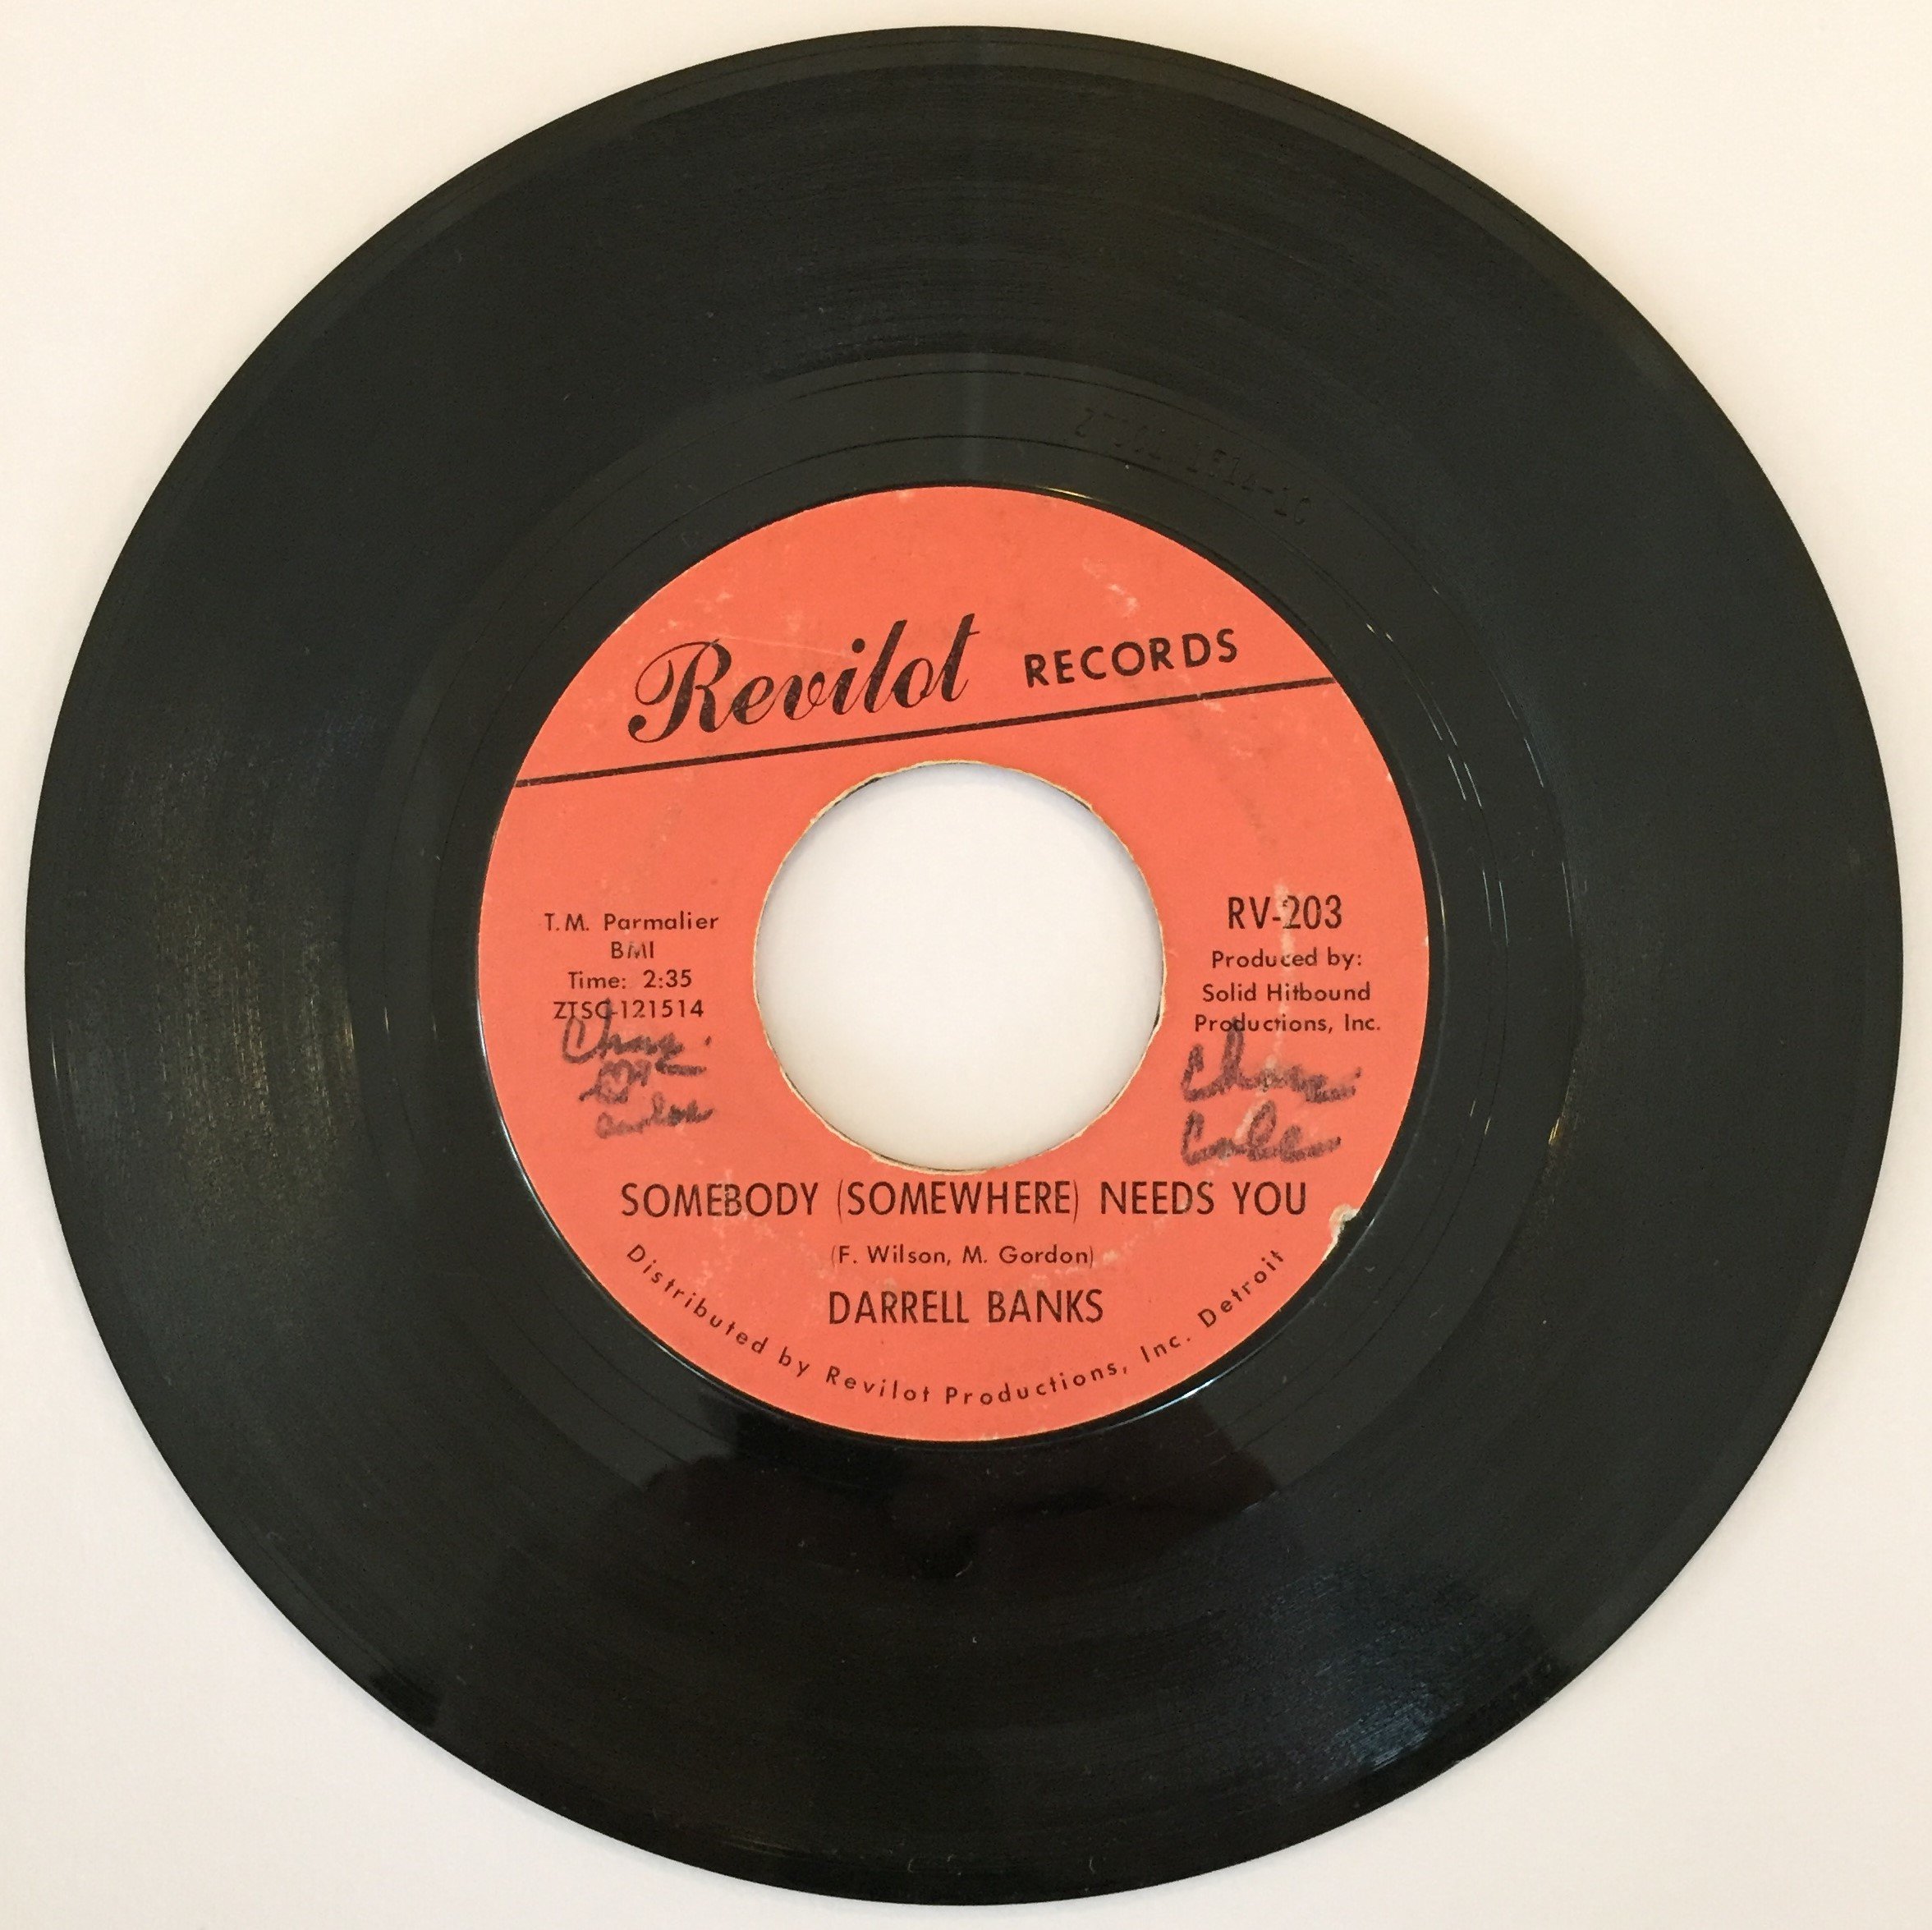 Revilot RECORDS
T.M. Parmalier
BMI
Time: 2:35
ZTSC-121514
RV-203
Produced by:
Solid Hitbound
Productions, Inc.
SOMEBODY (SOMEWHERE) NEEDS YOU
(F. Wilson, M. Gordon)
DARRELL BANKS
Distributed by Revilot Productions, Inc. Detroit